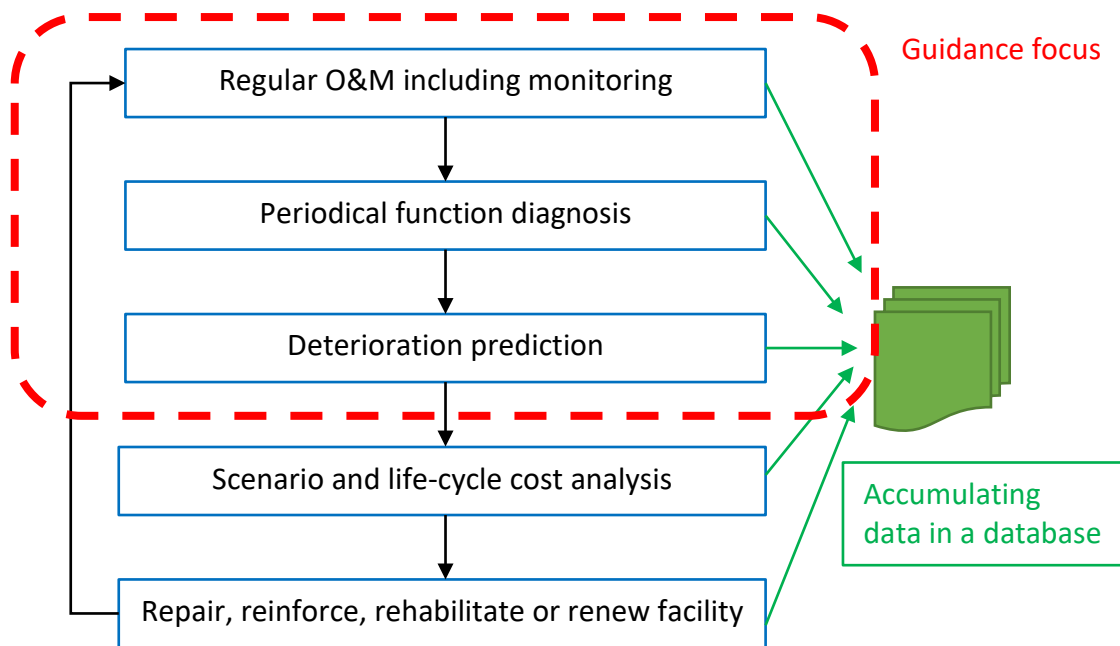 Guidance focus
Regular O&M including monitoring
Periodical function diagnosis
Deterioration prediction
Scenario and life-cycle cost analysis
Accumulating
data in a database
Repair, reinforce, rehabilitate or renew facility